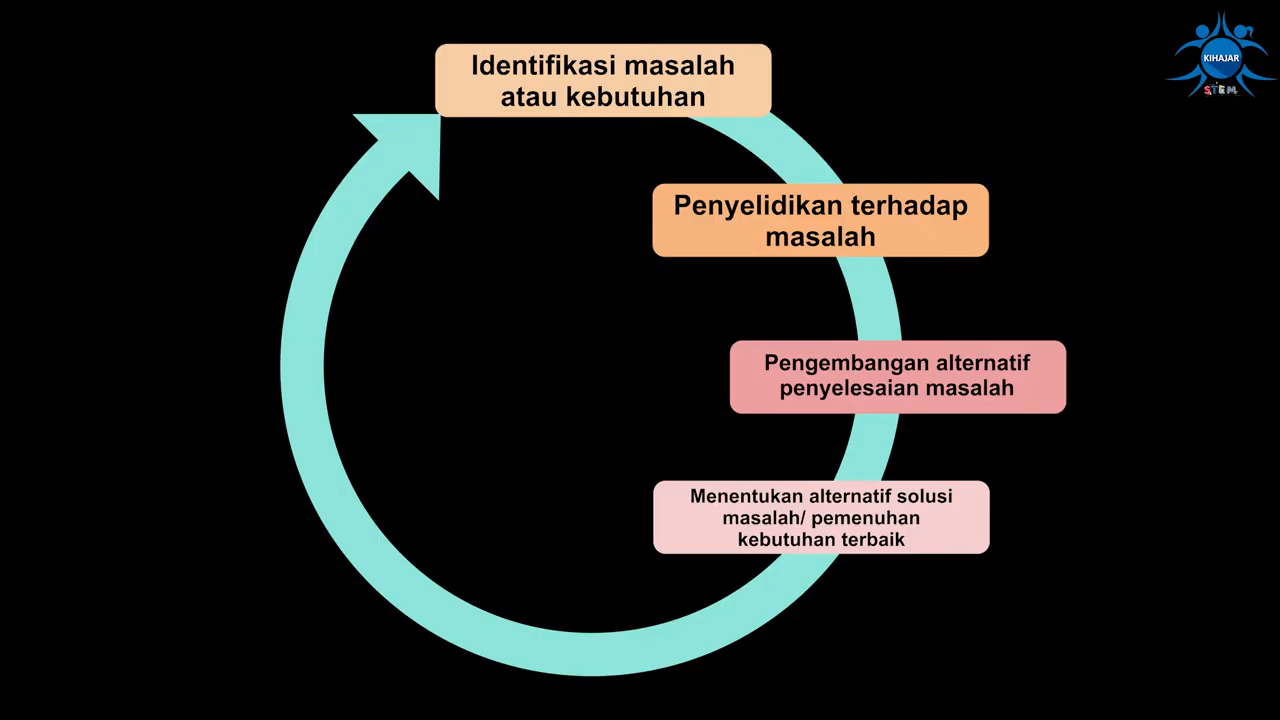 Identifikasi masalah
atau kebutuhan
KIHAJAR
STEM
Penyelidikan terhadap
masalah
Pengembangan alternatif
penyelesaian masalah
Menentukan alternatif solusi
masalah/ pemenuhan
kebutuhan terbaik